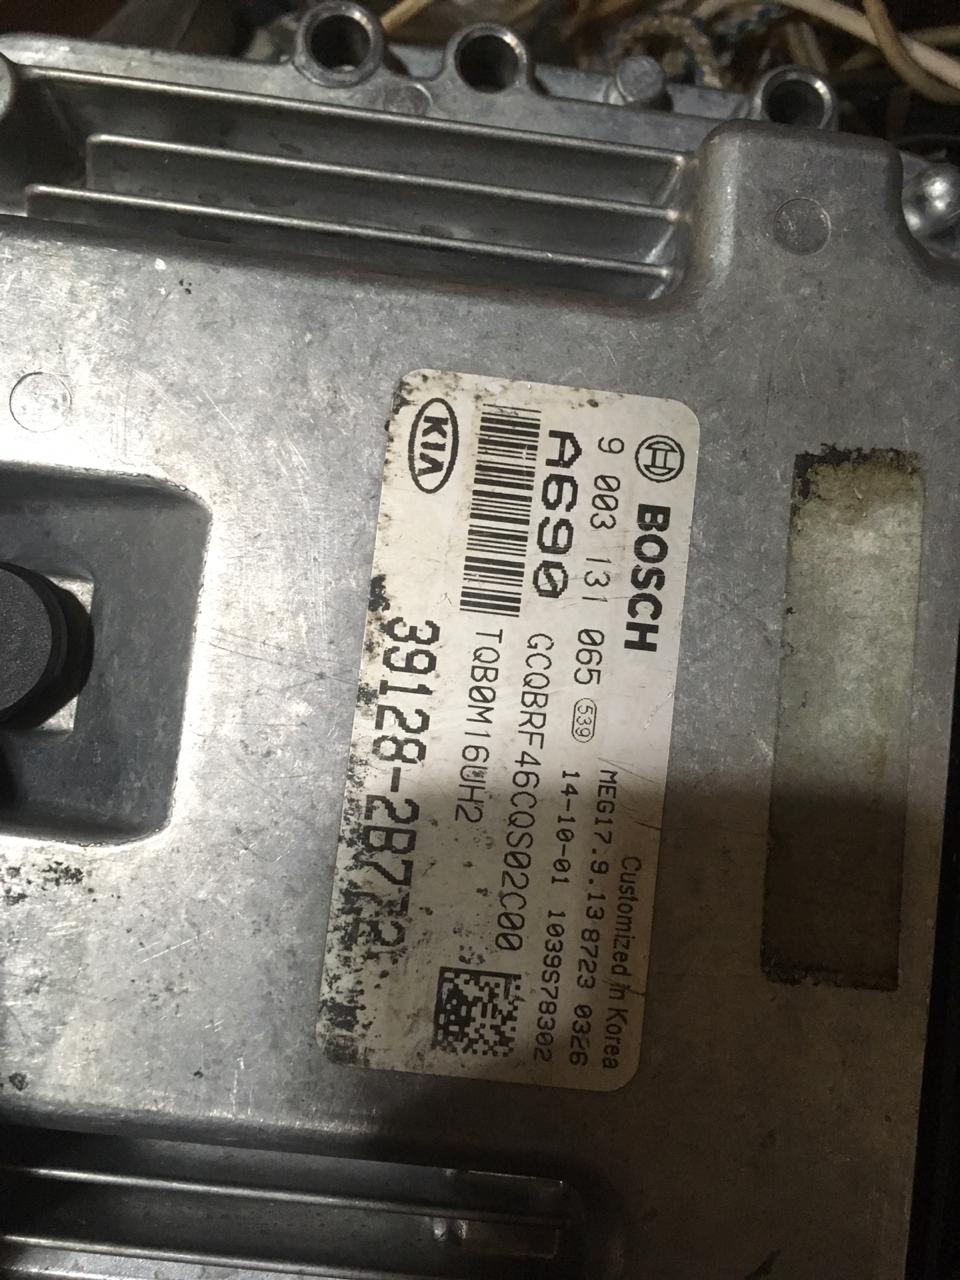 BOSCH
Customized in Korea
9 003 131 065 539 MEG17.9.13 8723 0326
14-10-01 1039S78302
A690
GCQBRF46CQS02C00
TQB0M16UH2
KIA
39128-2B772